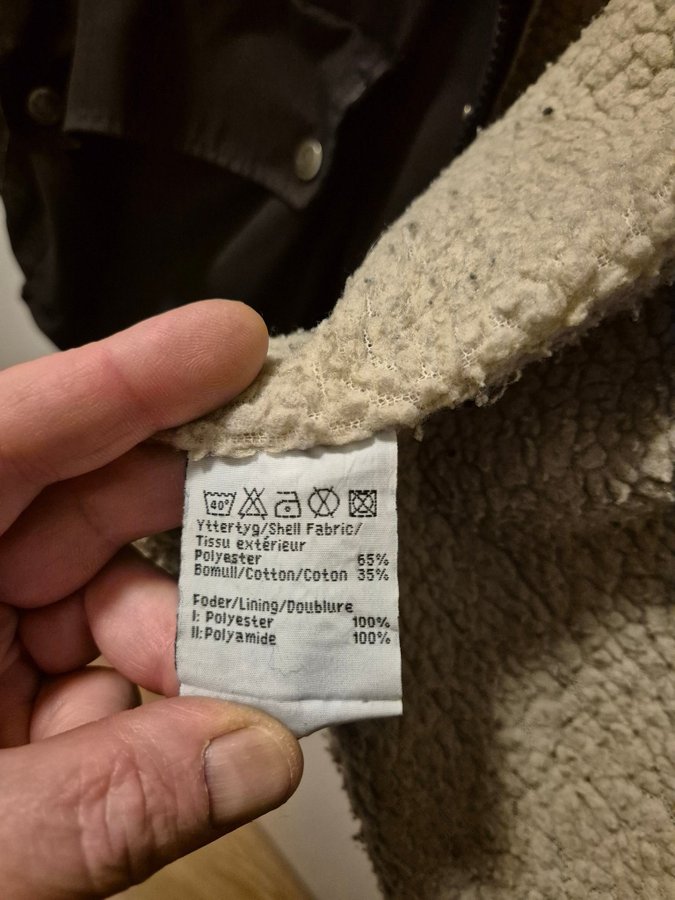 40°
Yttertyg/Shell Fabric/
Tissu extérieur
Polyester 65%
Bomull/Cotton/Coton 35%
Foder/Lining/Doublure
I: Polyester 100%
II:Polyamide 100%